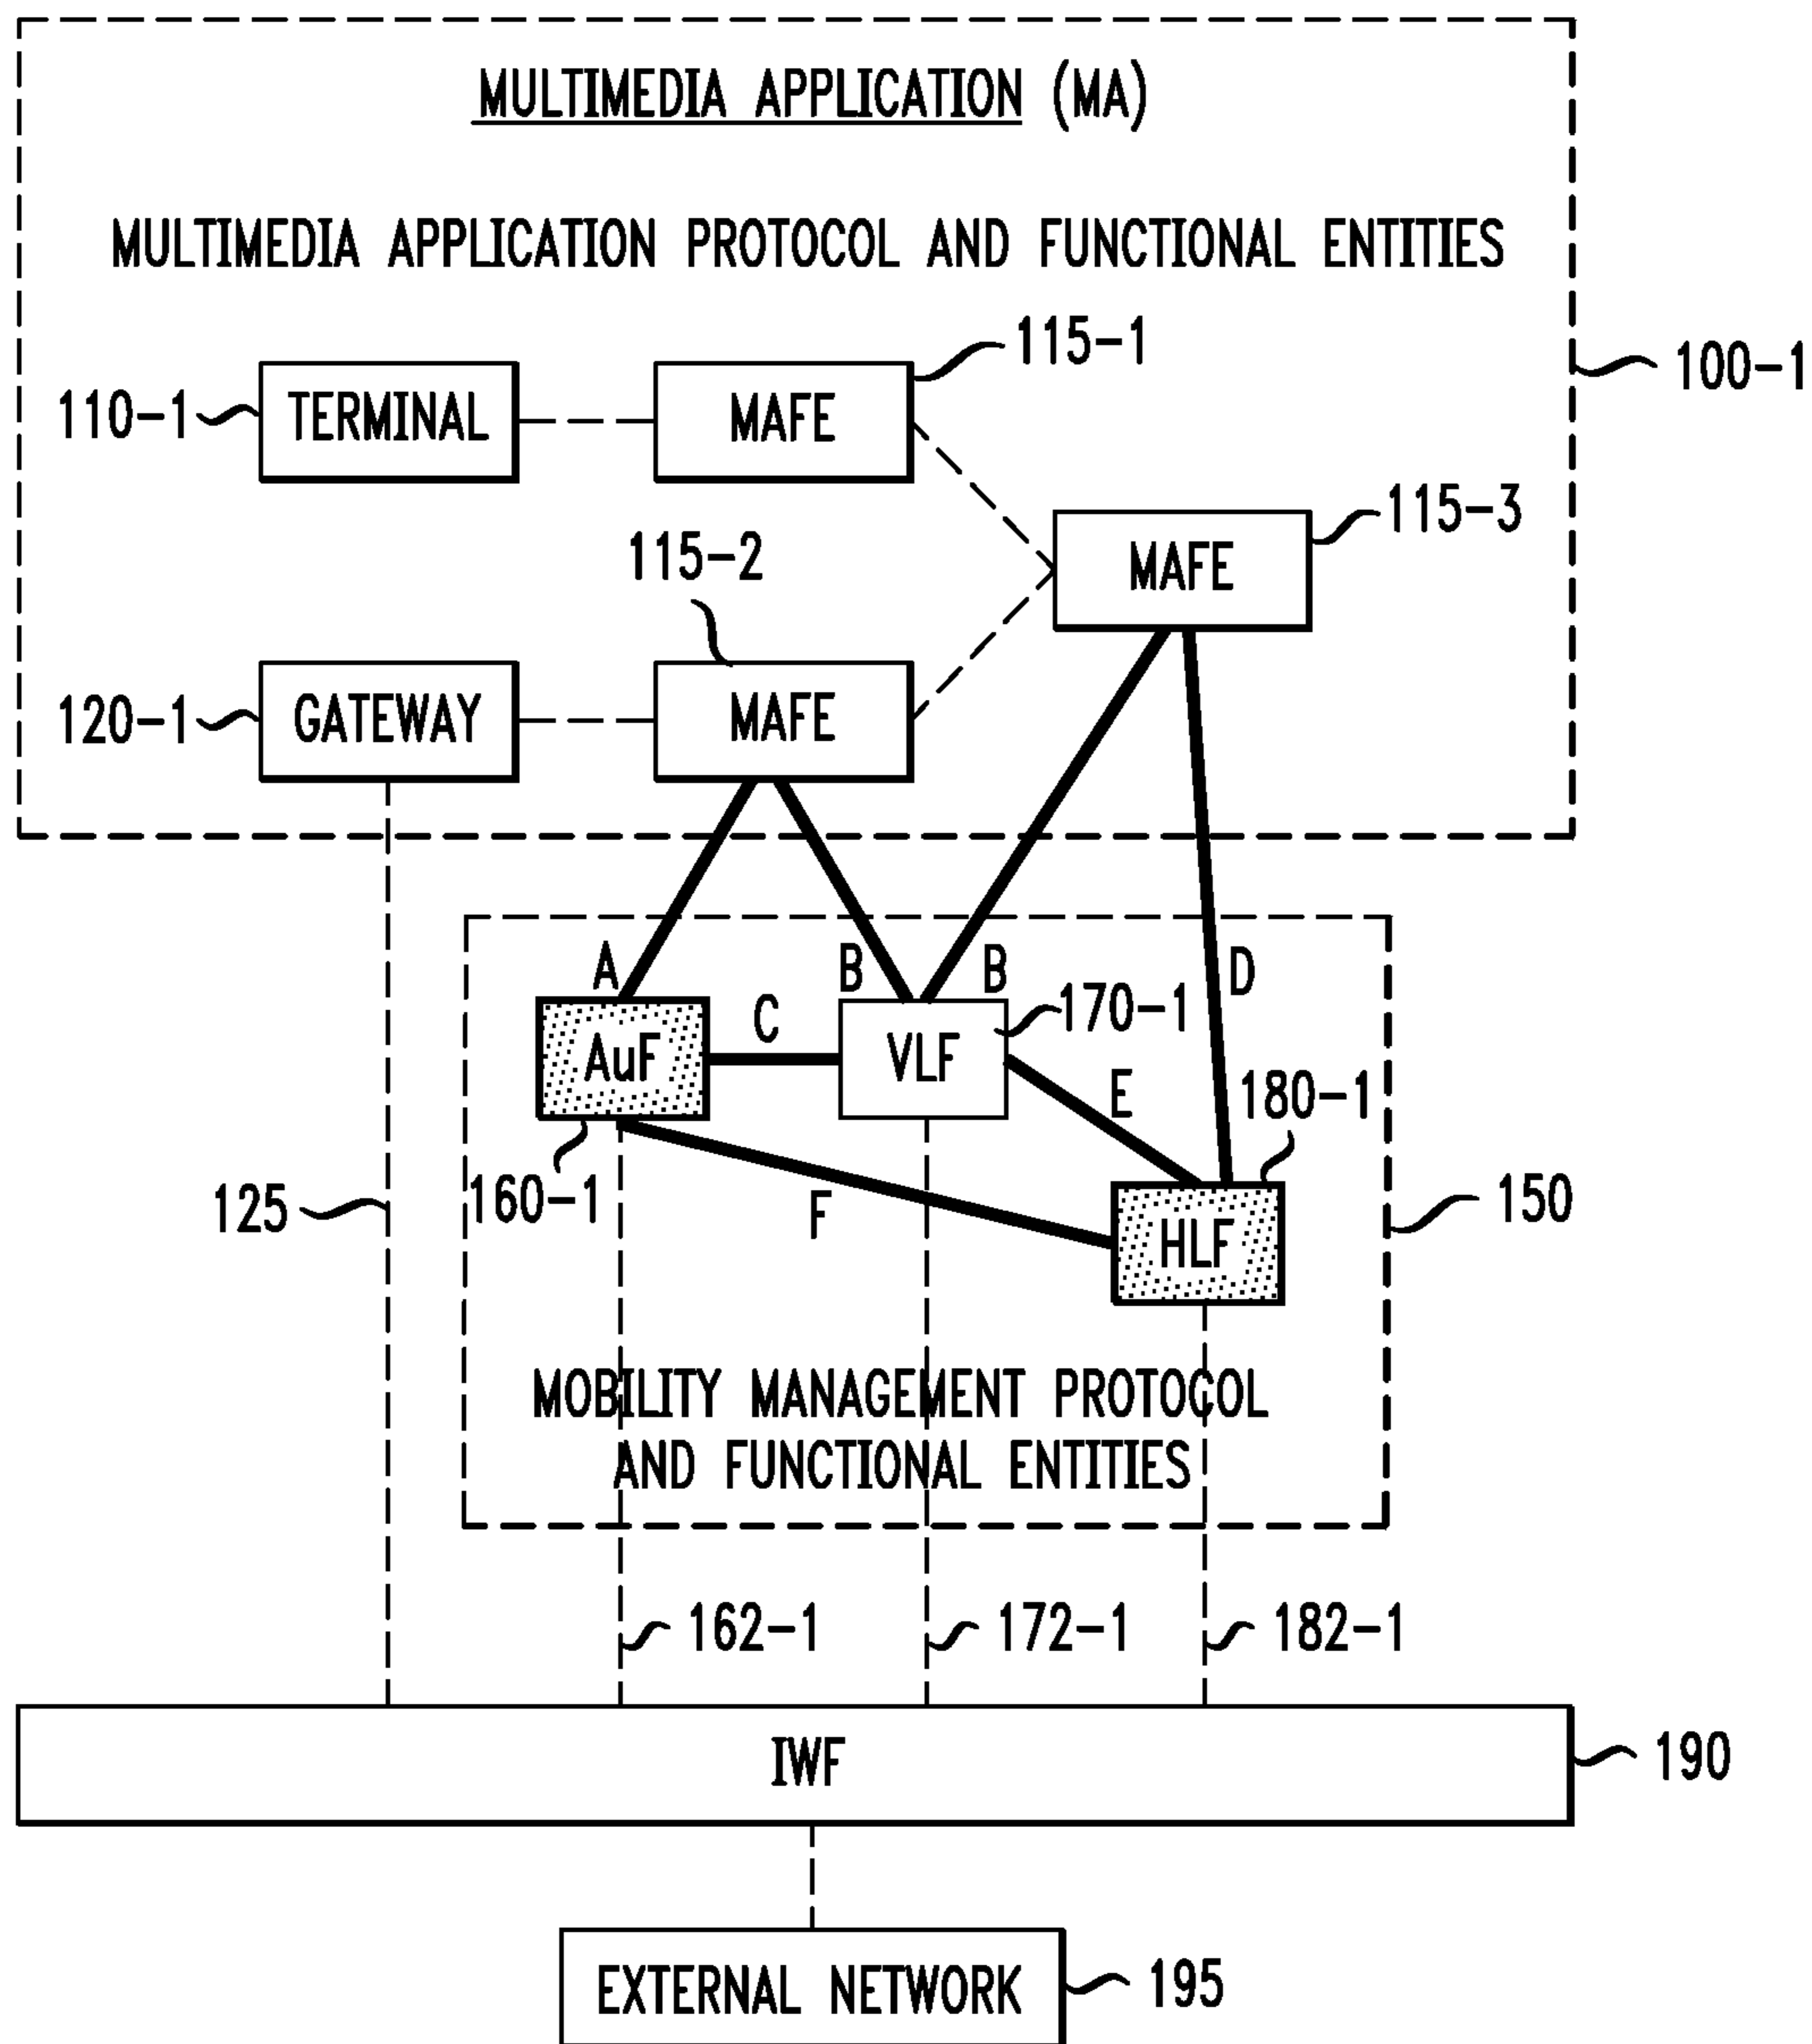 MULTIMEDIA APPLICATION (MA)
MULTIMEDIA APPLICATION PROTOCOL AND FUNCTIONAL ENTITIES
115-1
100-1
110-1
TERMINAL
MAFE
115-3
115-2
MAFE
120-1
GATEWAY
MAFE
A
B
B
D
C
170-1
AuF
VLF
E
180-1
160-1
125
F
150
HLF
MOBILITY MANAGEMENT PROTOCOL
AND FUNCTIONAL ENTITIES
162-1
172-1
182-1
IWF
190
EXTERNAL NETWORK
195